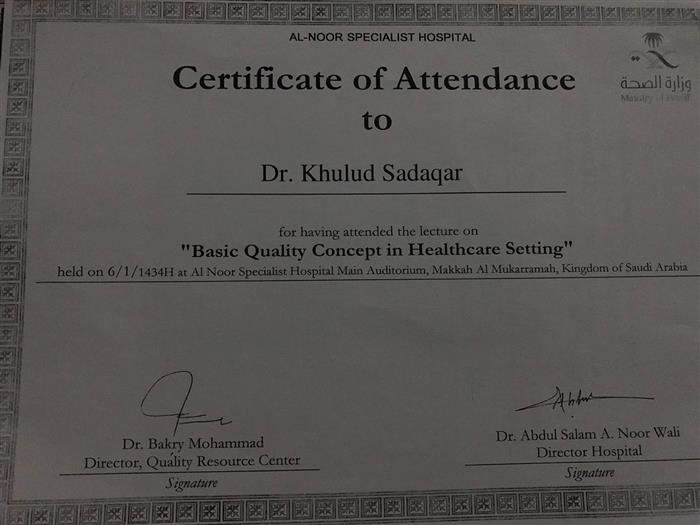 AL-NOOR SPECIALIST HOSPITAL
وزارة الصحة
Ministry of Health
Certificate of Attendance
to
Dr. Khulud Sadaqar
for having attended the lecture on
"Basic Quality Concept in Healthcare Setting"
held on 6/1/1434H at Al Noor Specialist Hospital Main Auditorium, Makkah Al Mukarramah, Kingdom of Saudi Arabia
Dr. Bakry Mohammad
Director, Quality Resource Center
Signature
Dr. Abdul Salam A. Noor Wali
Director Hospital
Signature